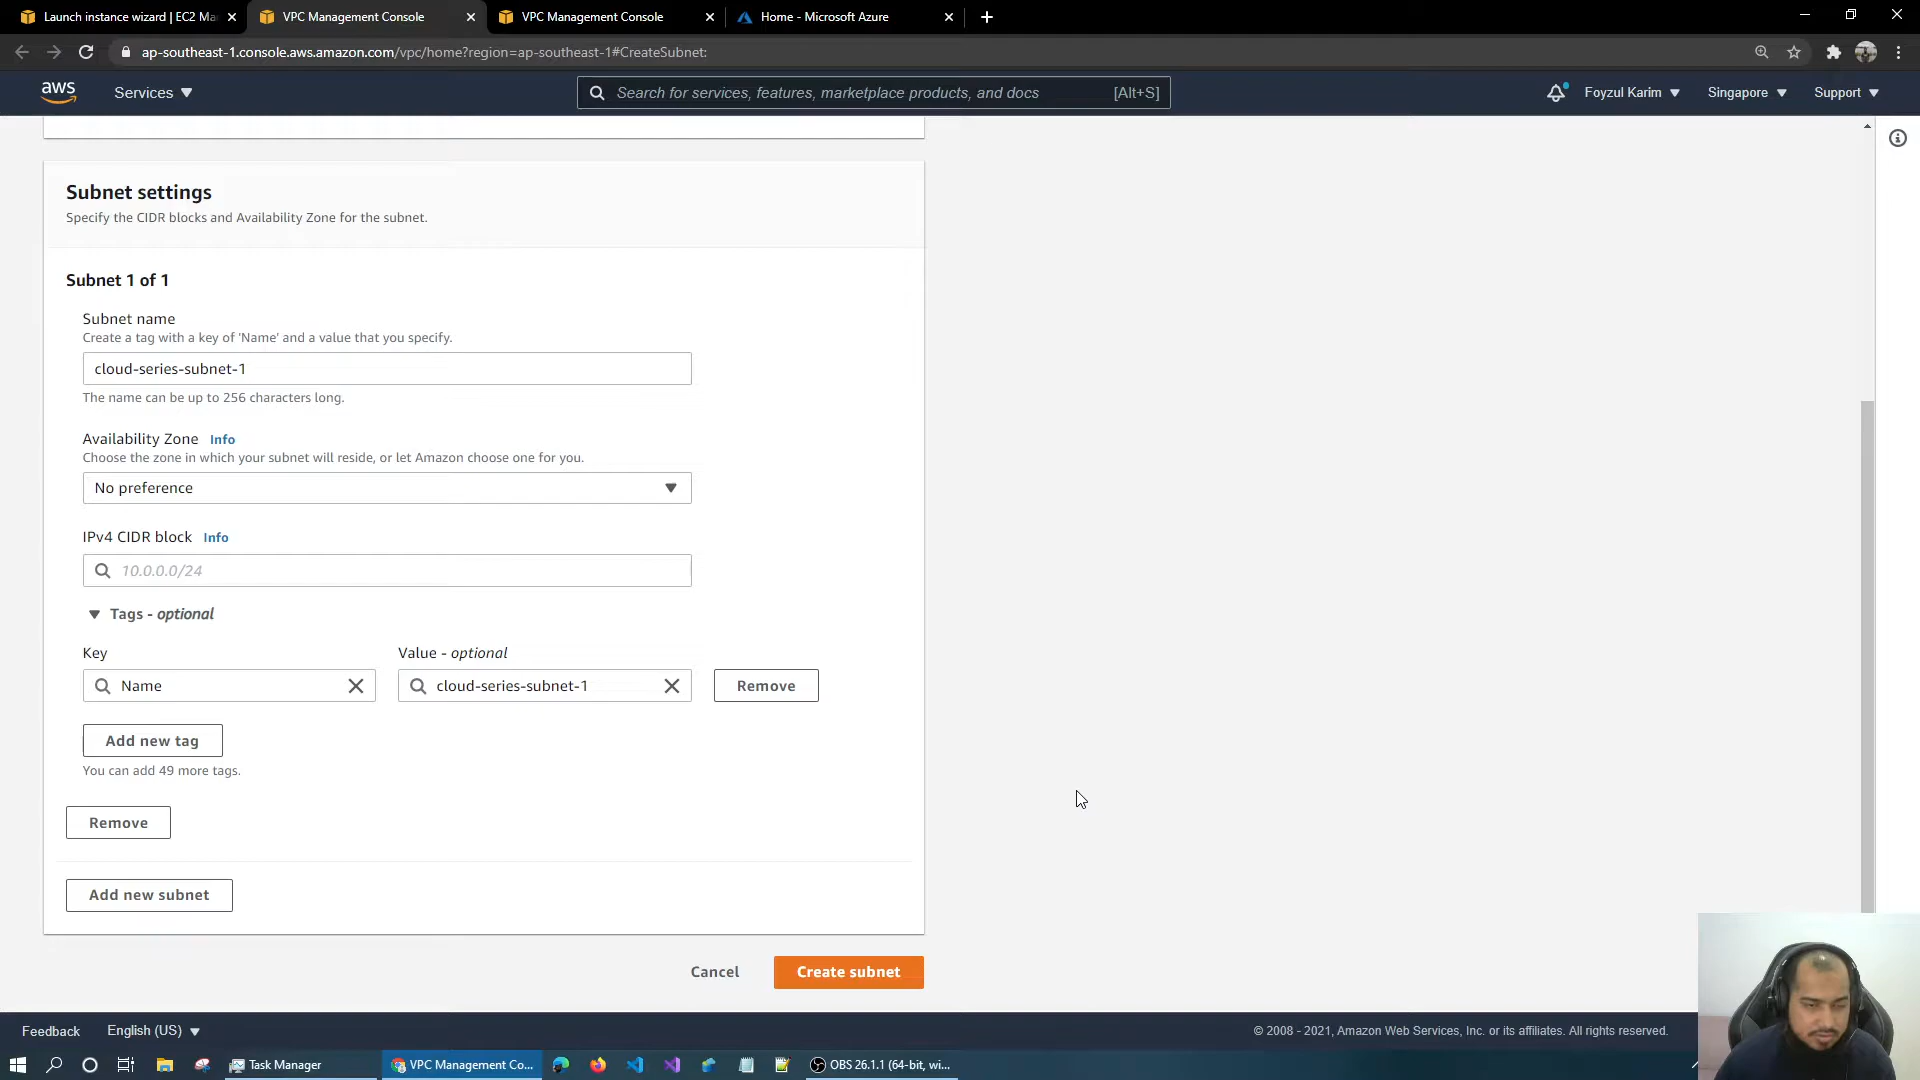 Launch instance wizard | EC2 Ma
VPC Management Console
VPC Management Console
Home - Microsoft Azure
ap-southeast-1.console.aws.amazon.com/vpc/home?region=ap-southeast-1#CreateSubnet:
aws
Services
Search for services, features, marketplace products, and docs
[Alt+S]
Foyzul Karim
Singapore
Support
Subnet settings
Specify the CIDR blocks and Availability Zone for the subnet.
Subnet 1 of 1
Subnet name
Create a tag with a key of 'Name' and a value that you specify.
cloud-series-subnet-1
The name can be up to 256 characters long.
Availability Zone Info
Choose the zone in which your subnet will reside, or let Amazon choose one for you.
No preference
IPv4 CIDR block Info
10.0.0.0/24
Tags - optional
Key
Value - optional
Name
cloud-series-subnet-1
Remove
Add new tag
You can add 49 more tags.
Remove
Add new subnet
Cancel
Create subnet
Feedback
English (US)
© 2008 - 2021, Amazon Web Services, Inc. or its affiliates. All rights reserved.
Task Manager
VPC Management Co...
OBS 26.1.1 (64-bit, wi...